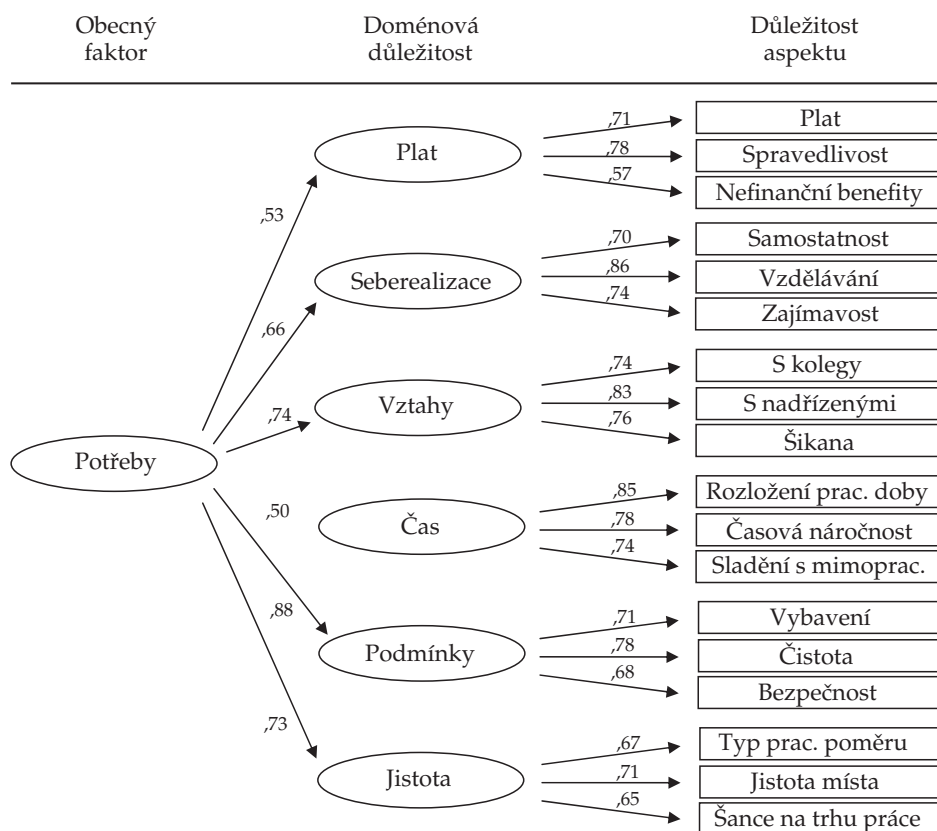 Obecný faktor
Doménová důležitost
Důležitost aspektu
Plat
,71
Plat
,78
Spravedlivost
,57
Nefinanční benefity
,53
Seberealizace
,70
Samostatnost
,86
Vzdělávání
,74
Zajímavost
,66
Vztahy
,74
S kolegy
,83
S nadřízenými
,76
Šikana
,74
Potřeby
,50
Čas
,85
Rozložení prac. doby
,78
Časová náročnost
,74
Sladění s mimoprac.
,88
Podmínky
,71
Vybavení
,78
Čistota
,68
Bezpečnost
,73
Jistota
,67
Typ prac. poměru
,71
Jistota místa
,65
Šance na trhu práce